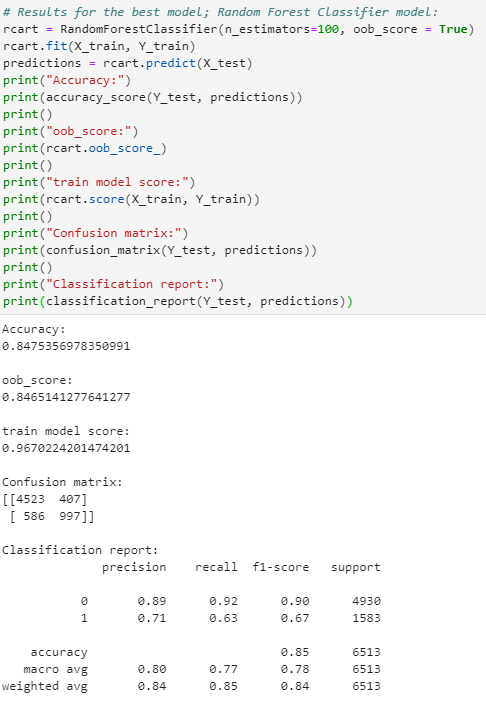 # Results for the best model; Random Forest Classifier model:
rcart = RandomForestClassifier(n_estimators=100, oob_score = True)
rcart.fit(X_train, Y_train)
predictions = rcart.predict(X_test)
print("Accuracy:")
print(accuracy_score(Y_test, predictions))
print()
print("oob_score:")
print(rcart.oob_score_)
print()
print("train model score:")
print(rcart.score(X_train, Y_train))
print()
print("Confusion matrix:")
print(confusion_matrix(Y_test, predictions))
print()
print("Classification report:")
print(classification_report(Y_test, predictions))
Accuracy:
0.8475356978350991
oob_score:
0.8465141277641277
train model score:
0.9670224201474201
Confusion matrix:
[[4523  407]
 [ 586  997]]
Classification report:
              precision    recall  f1-score   support
           0       0.89      0.92      0.90      4930
           1       0.71      0.63      0.67      1583
    accuracy                           0.85      6513
   macro avg       0.80      0.77      0.78      6513
weighted avg       0.84      0.85      0.84      6513